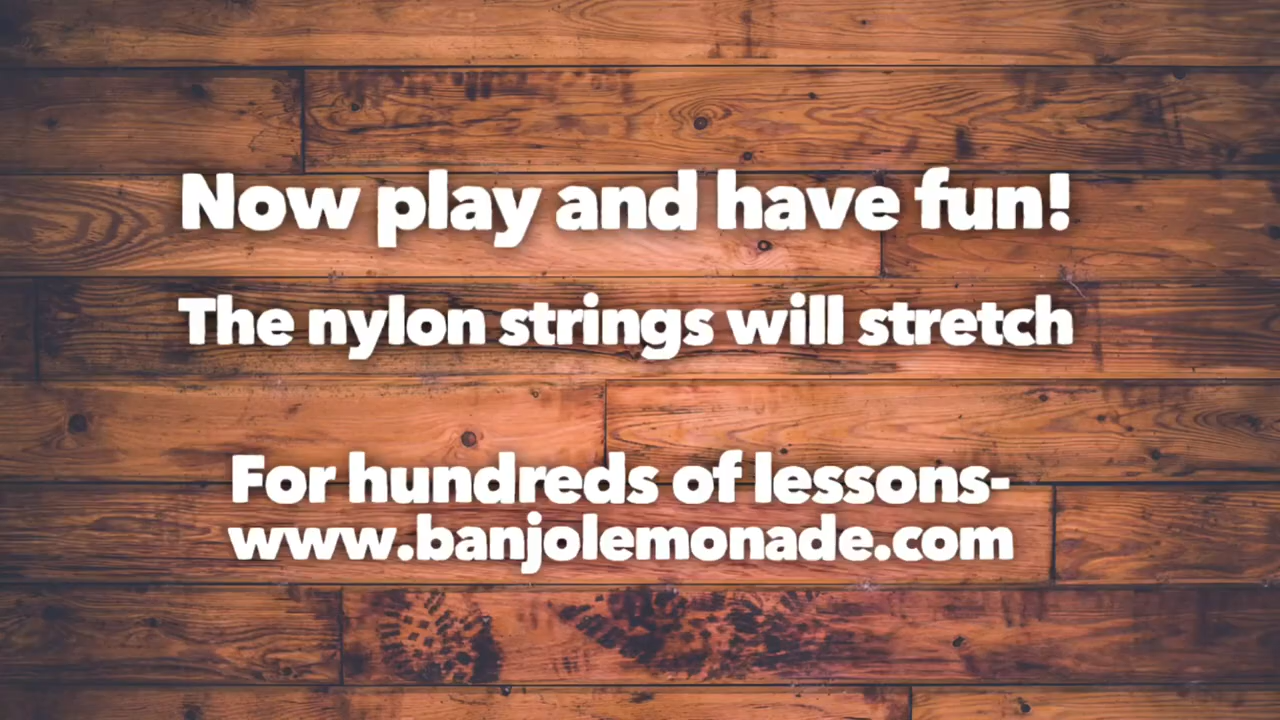 Now play and have fun!
The nylon strings will stretch
For hundreds of lessons-
www.banjolemonade.com